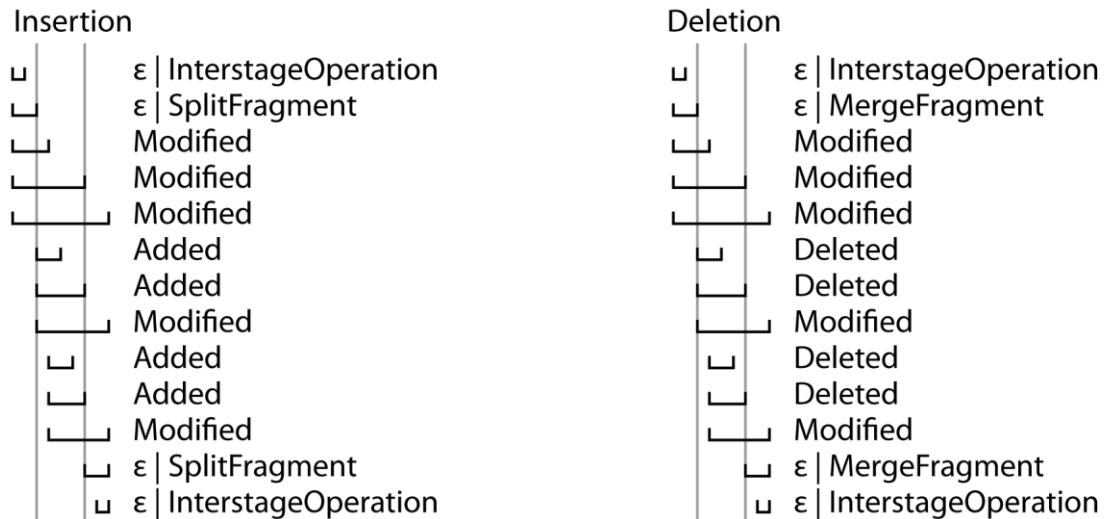 Insertion
ε | InterstageOperation
ε | SplitFragment
Modified
Modified
Modified
Added
Added
Modified
Added
Added
Modified
ε | SplitFragment
ε | InterstageOperation
Deletion
ε | InterstageOperation
ε | MergeFragment
Modified
Modified
Modified
Deleted
Deleted
Modified
Deleted
Deleted
Modified
ε | MergeFragment
ε | InterstageOperation